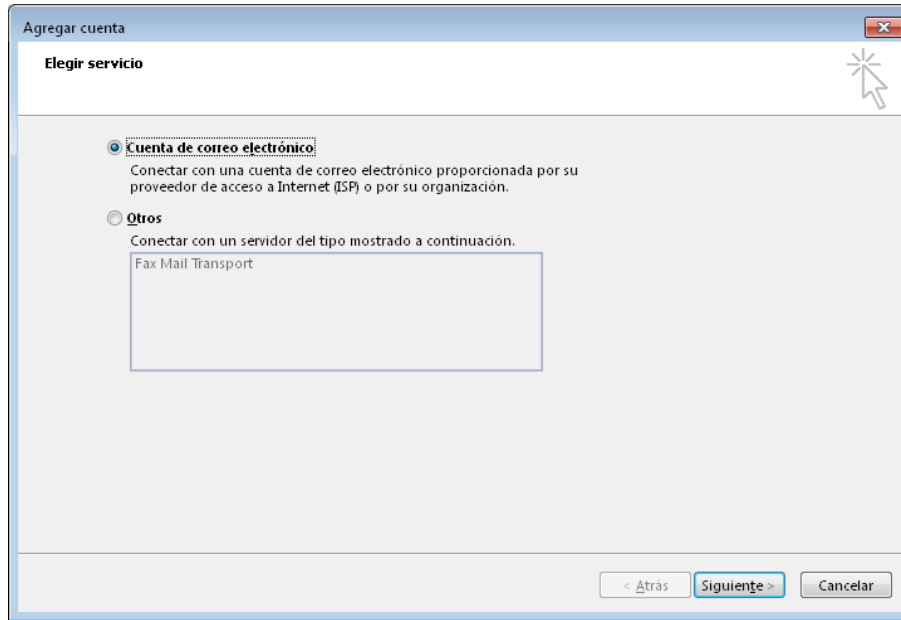 Agregar cuenta
Elegir servicio
Cuenta de correo electrónico
Conectar con una cuenta de correo electrónico proporcionada por su
proveedor de acceso a Internet (ISP) o por su organización.
Otros
Conectar con un servidor del tipo mostrado a continuación.
Fax Mail Transport
< Atrás
Siguiente >
Cancelar